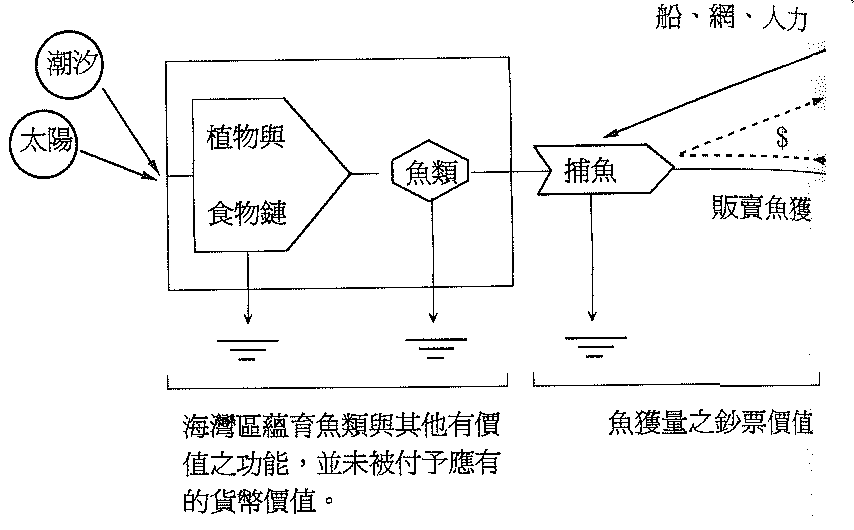 船、網、人力
潮汐
太陽
植物與
食物鏈
魚類
捕魚
$
販賣魚獲
海灣區蘊育魚類與其他有價
值之功能，並未被付予應有
的貨幣價值。
魚獲量之鈔票價值